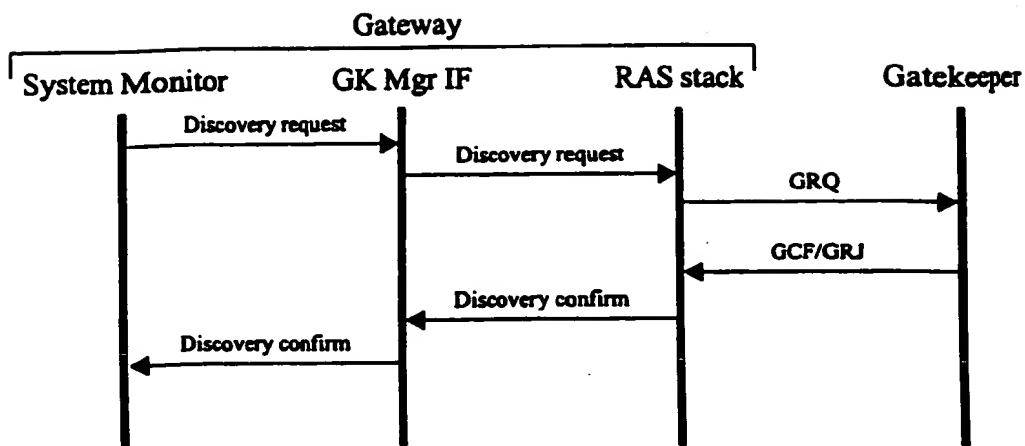 Gateway
System Monitor
GK Mgr IF
RAS stack
Gatekeeper
Discovery request
Discovery request
GRQ
GCF/GRJ
Discovery confirm
Discovery confirm